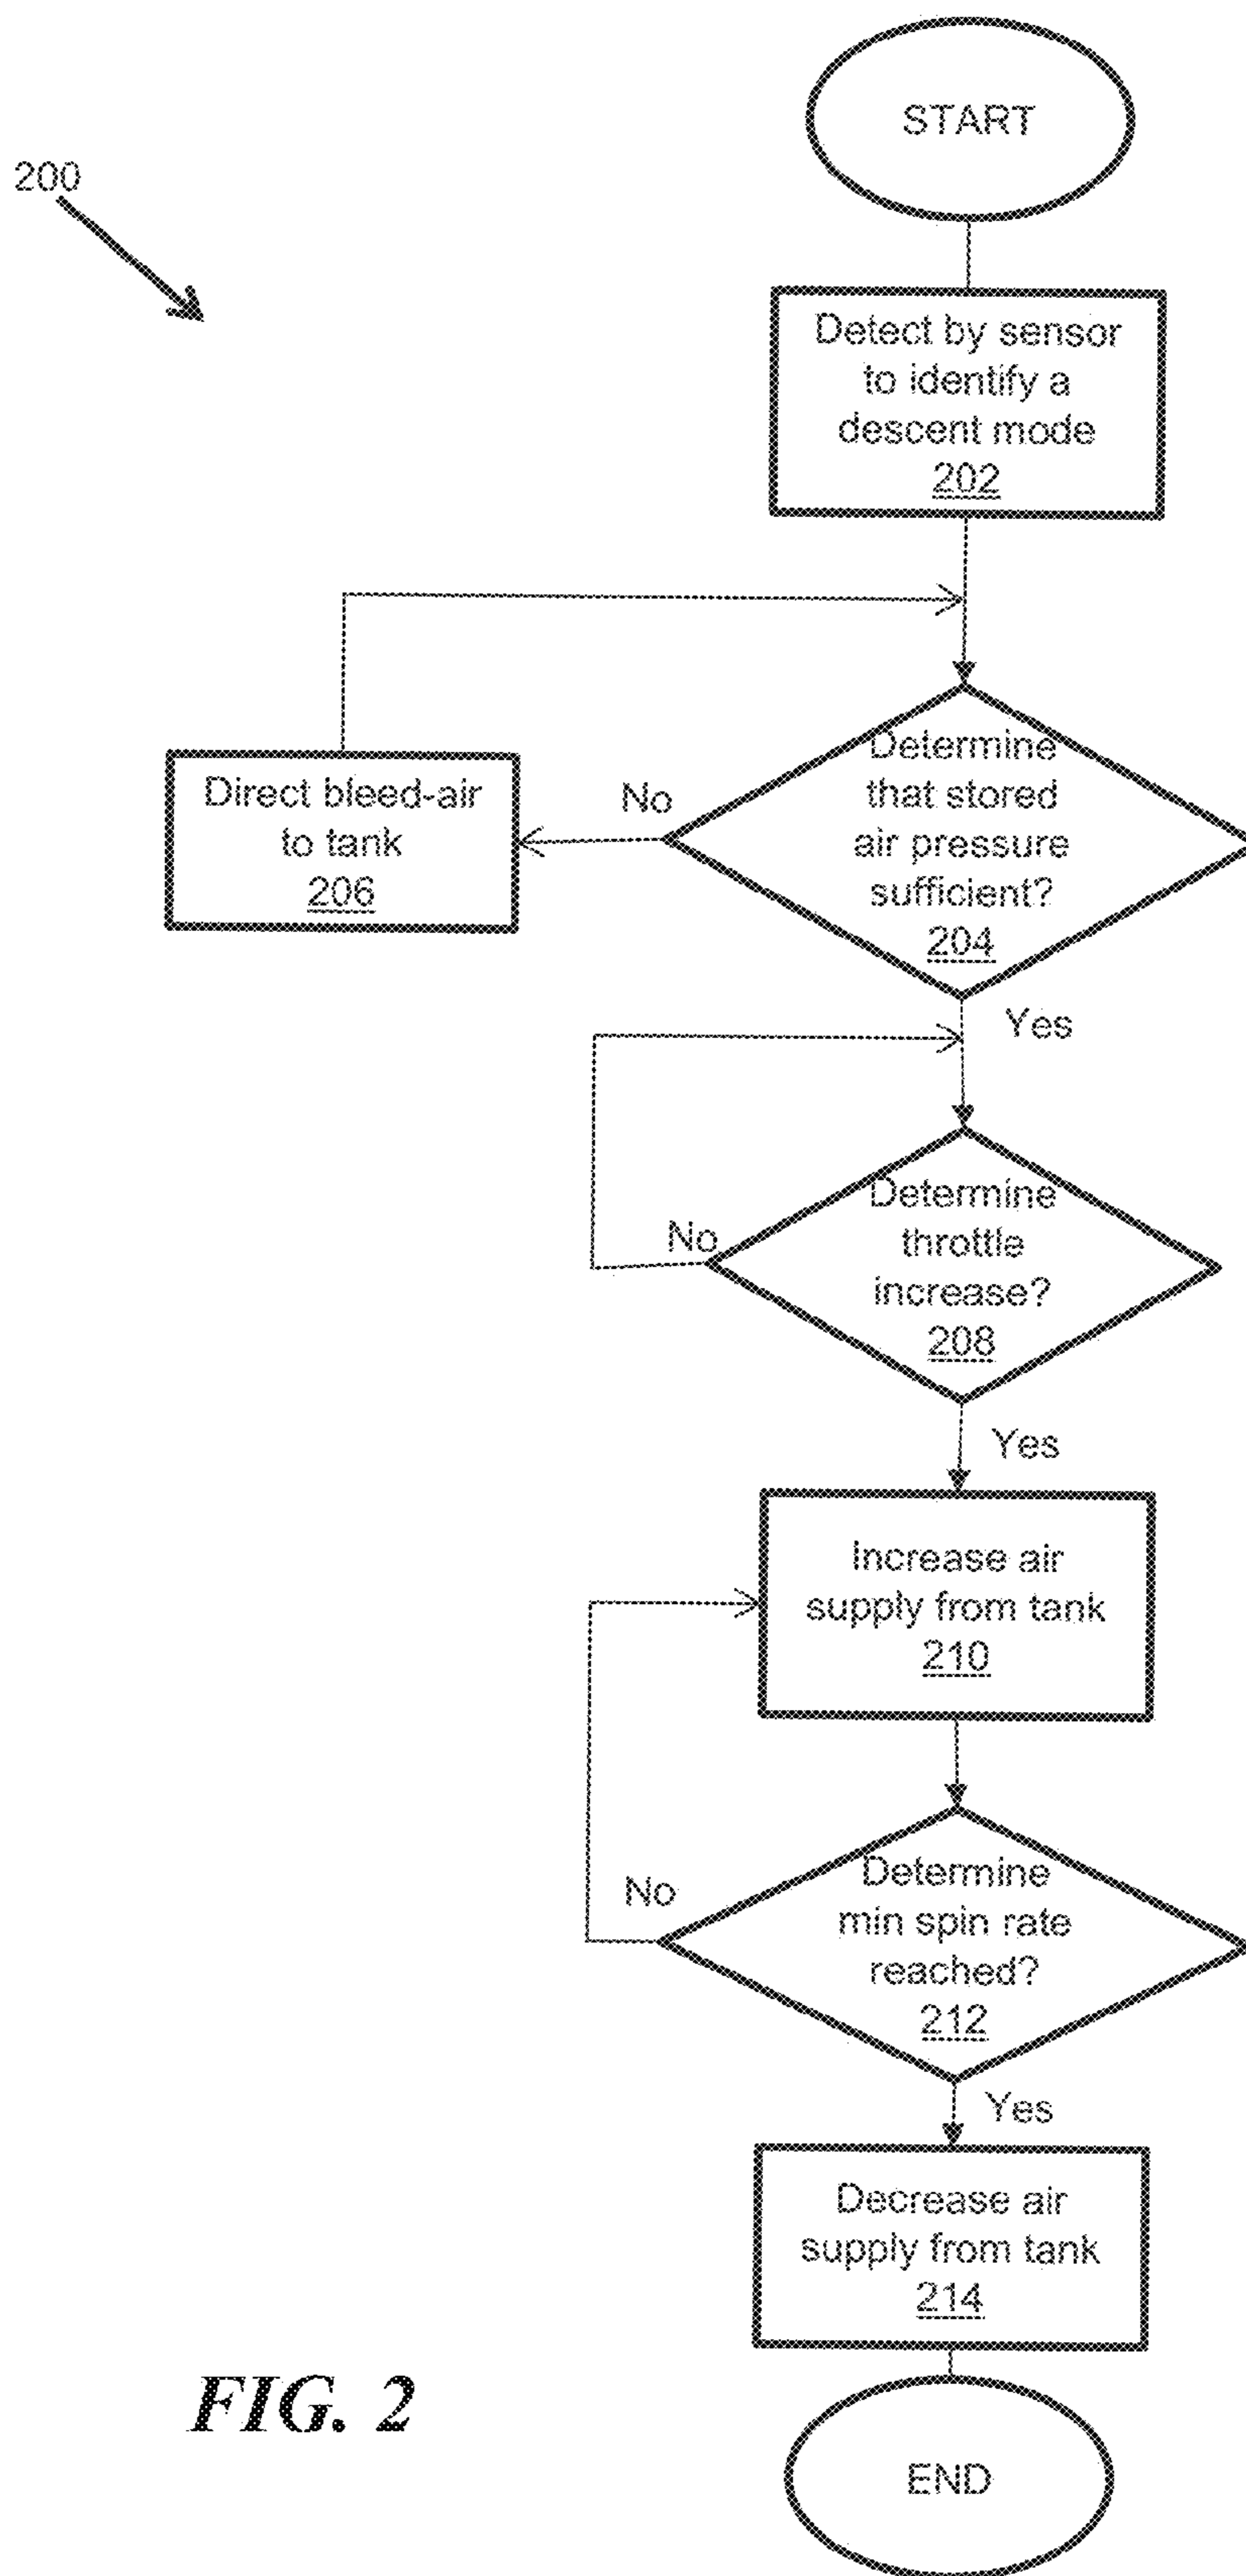 START
200
Detect by sensor
to identify a
descent mode
202
Determine
that stored
air pressure
sufficient?
204
No
Direct bleed-air
to tank
206
Yes
Determine
throttle
increase?
208
No
Yes
Increase air
supply from tank
210
Determine
min spin rate
reached?
212
No
Yes
Decrease air
supply from tank
214
FIG. 2
END